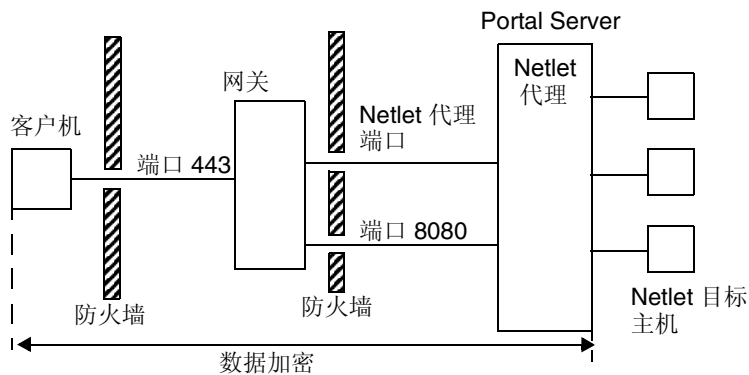 Portal Server
Netlet
代理
网关
Netlet 代理
端口
客户机
端口 443
端口 8080
防火墙
防火墙
Netlet 目标
主机
数据加密